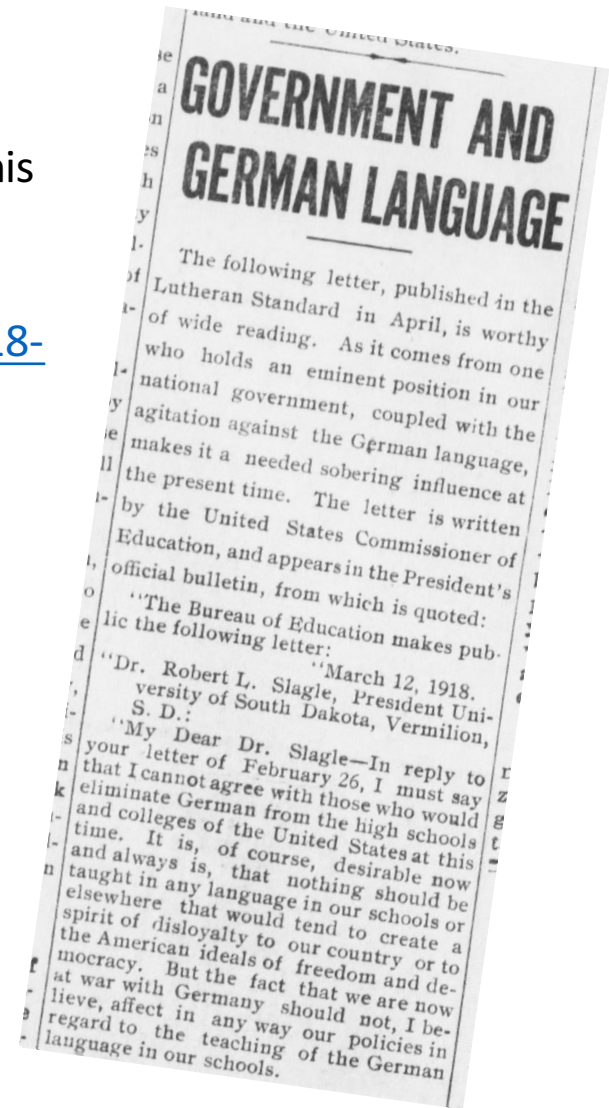 land and the United States.
GOVERNMENT AND
GERMAN LANGUAGE
The following letter, published in the
Lutheran Standard in April, is worthy
of wide reading. As it comes from one
who holds an eminent position in our
national government, coupled with the
agitation against the German language,
makes it a needed sobering influence at
the present time. The letter is written
by the United States Commissioner of
Education, and appears in the President's
official bulletin, from which is quoted:
"The Bureau of Education makes pub-
lic the following letter:
"March 12, 1918.
"Dr. Robert L. Slagle, President Uni-
versity of South Dakota, Vermilion,
S. D.:
"My Dear Dr. Slagle—In reply to
your letter of February 26, I must say
that I cannot agree with those who would
eliminate German from the high schools
and colleges of the United States at this
time. It is, of course, desirable now
and always is, that nothing should be
taught in any language in our schools or
elsewhere that would tend to create a
spirit of disloyalty to our country or to
the American ideals of freedom and de-
mocracy. But the fact that we are now
at war with Germany should not, I be-
lieve, affect in any way our policies in
regard to the teaching of the German
language in our schools.
his
18-